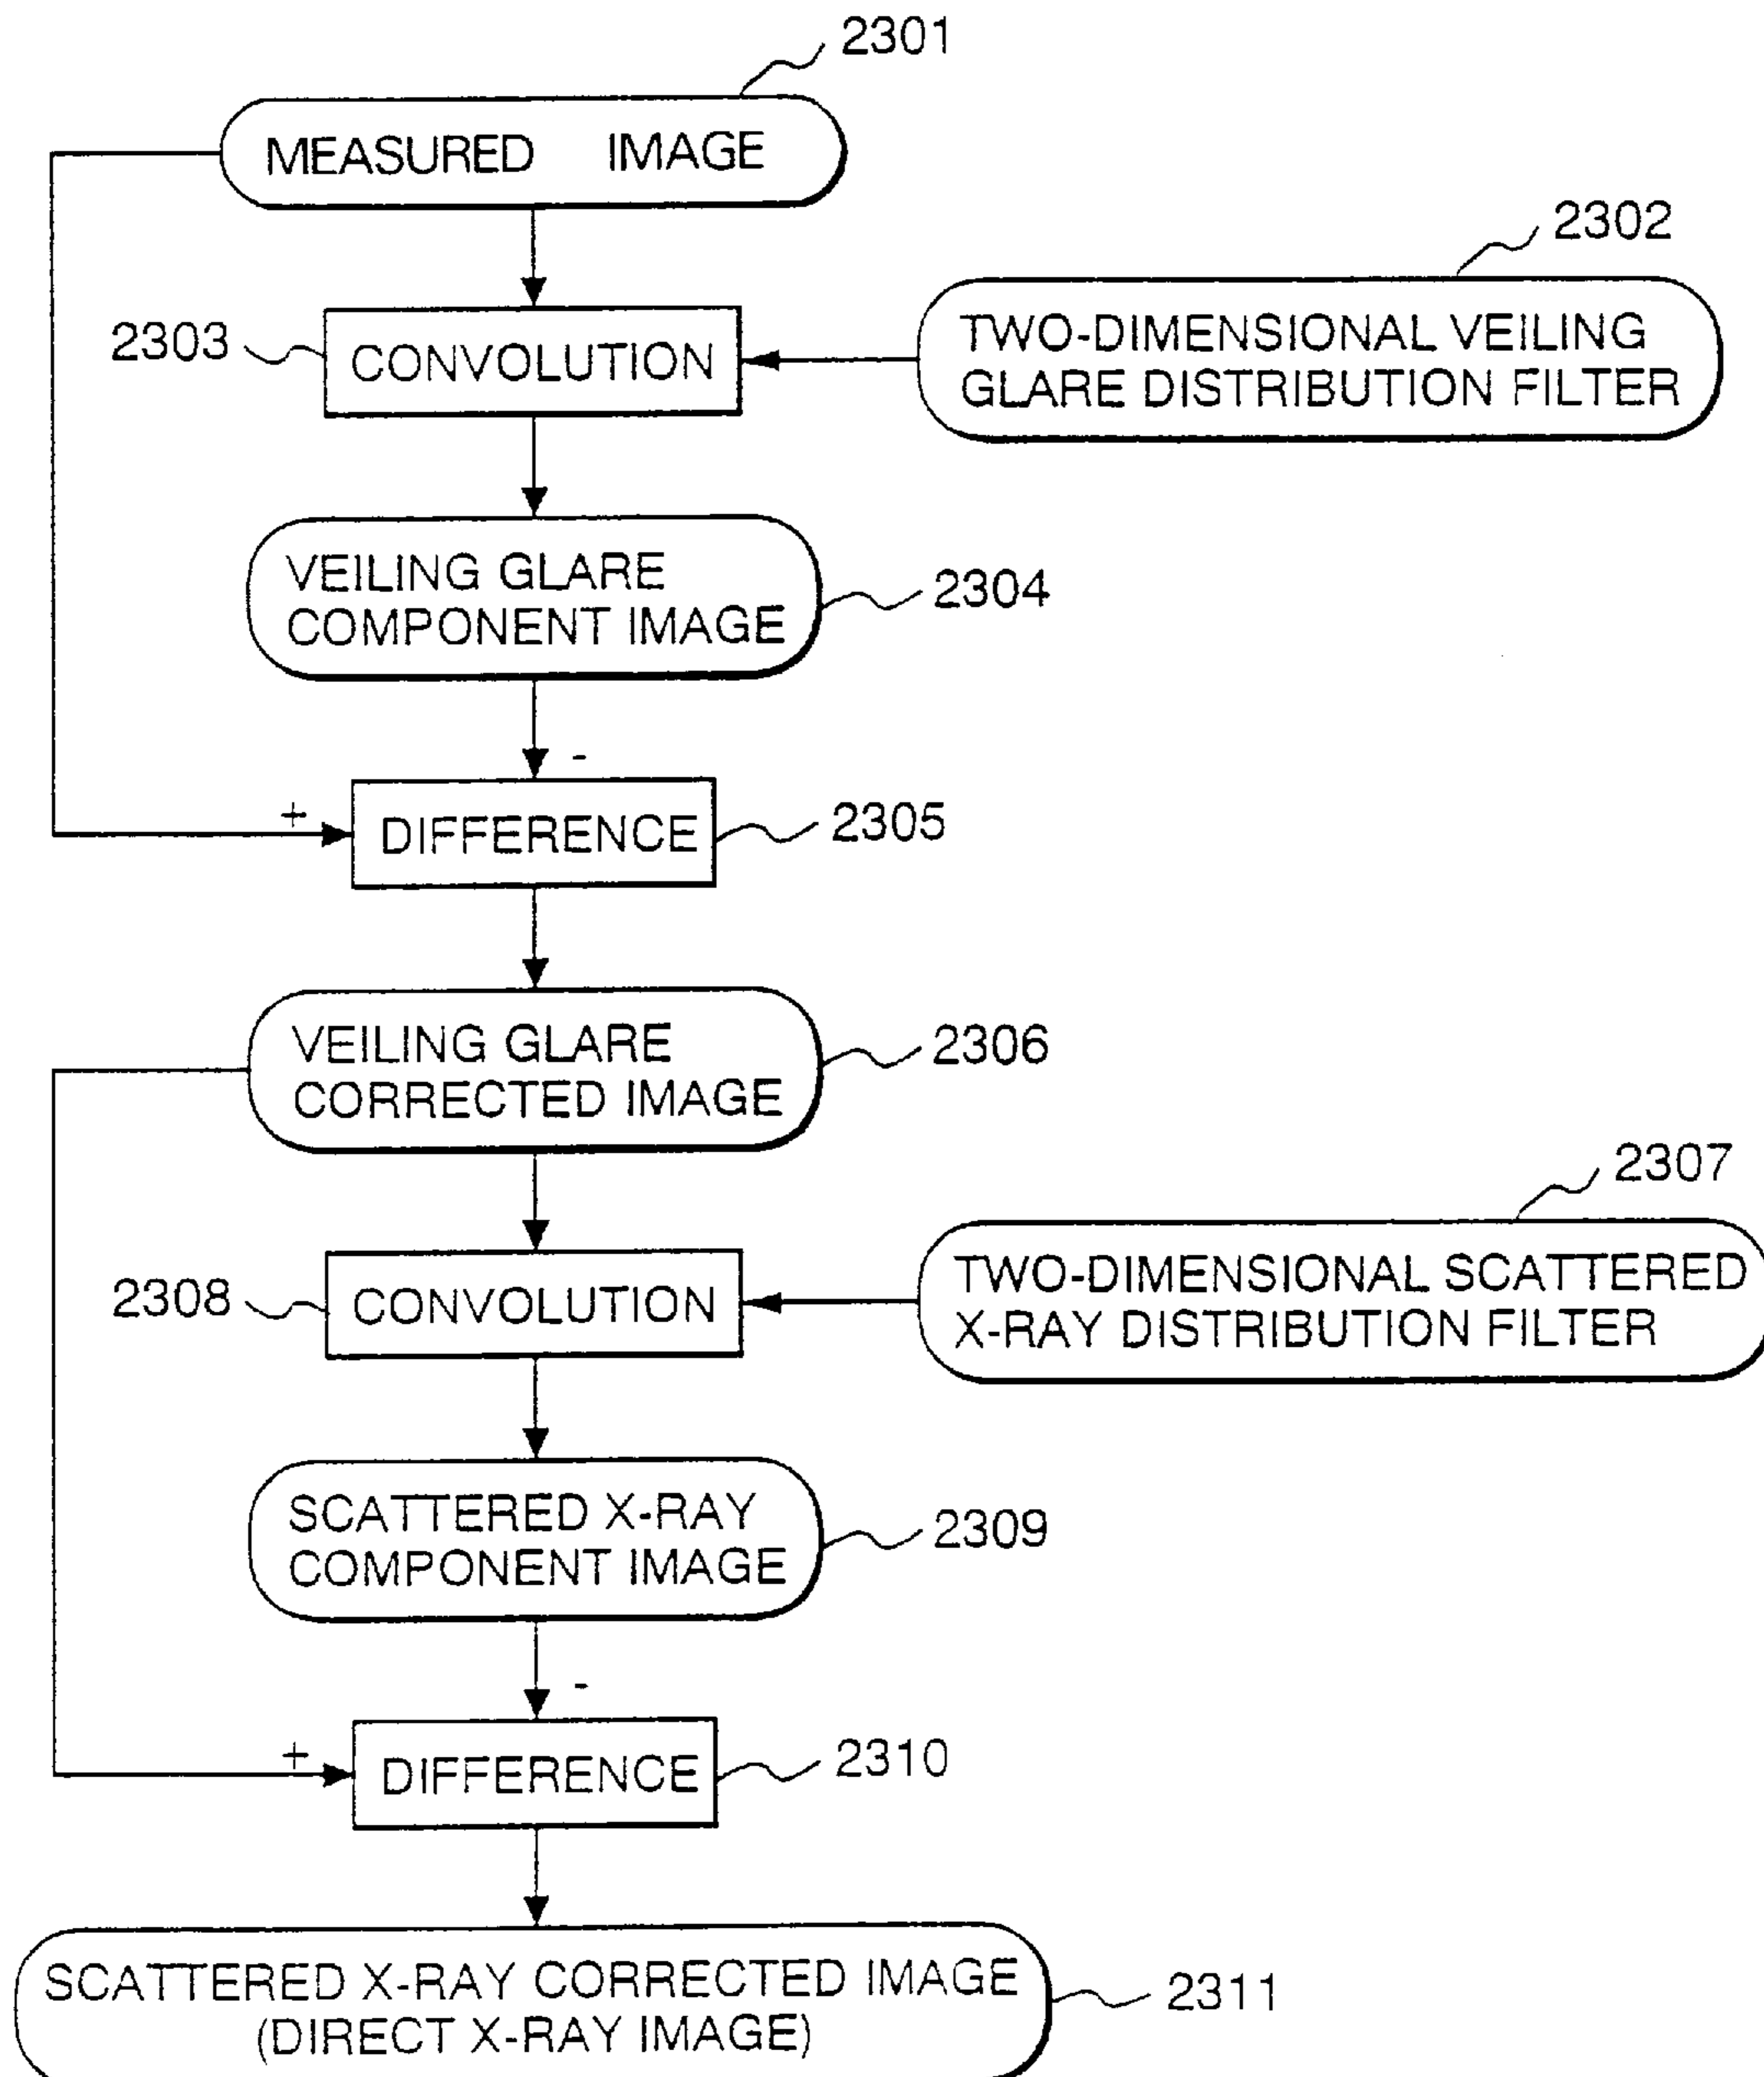 2301
MEASURED IMAGE
2302
2303
CONVOLUTION
TWO-DIMENSIONAL VEILING
GLARE DISTRIBUTION FILTER
VEILING GLARE
COMPONENT IMAGE
2304
-
+
DIFFERENCE
2305
VEILING GLARE
CORRECTED IMAGE
2306
2307
2308
CONVOLUTION
TWO-DIMENSIONAL SCATTERED
X-RAY DISTRIBUTION FILTER
SCATTERED X-RAY
COMPONENT IMAGE
2309
-
+
DIFFERENCE
2310
SCATTERED X-RAY CORRECTED IMAGE
(DIRECT X-RAY IMAGE)
2311